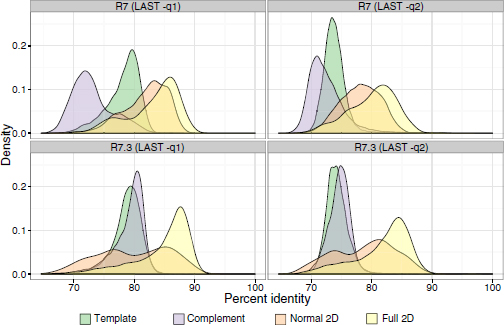 R7 (LAST -q1) R7 (LAST -q2)
0.2
0.1
0.0
Density
R7.3 (LAST -q1) R7.3 (LAST -q2)
0.2
0.1
0.0
70 80 90 100 70 80 90 100
Percent identity
Template Complement Normal 2D Full 2D